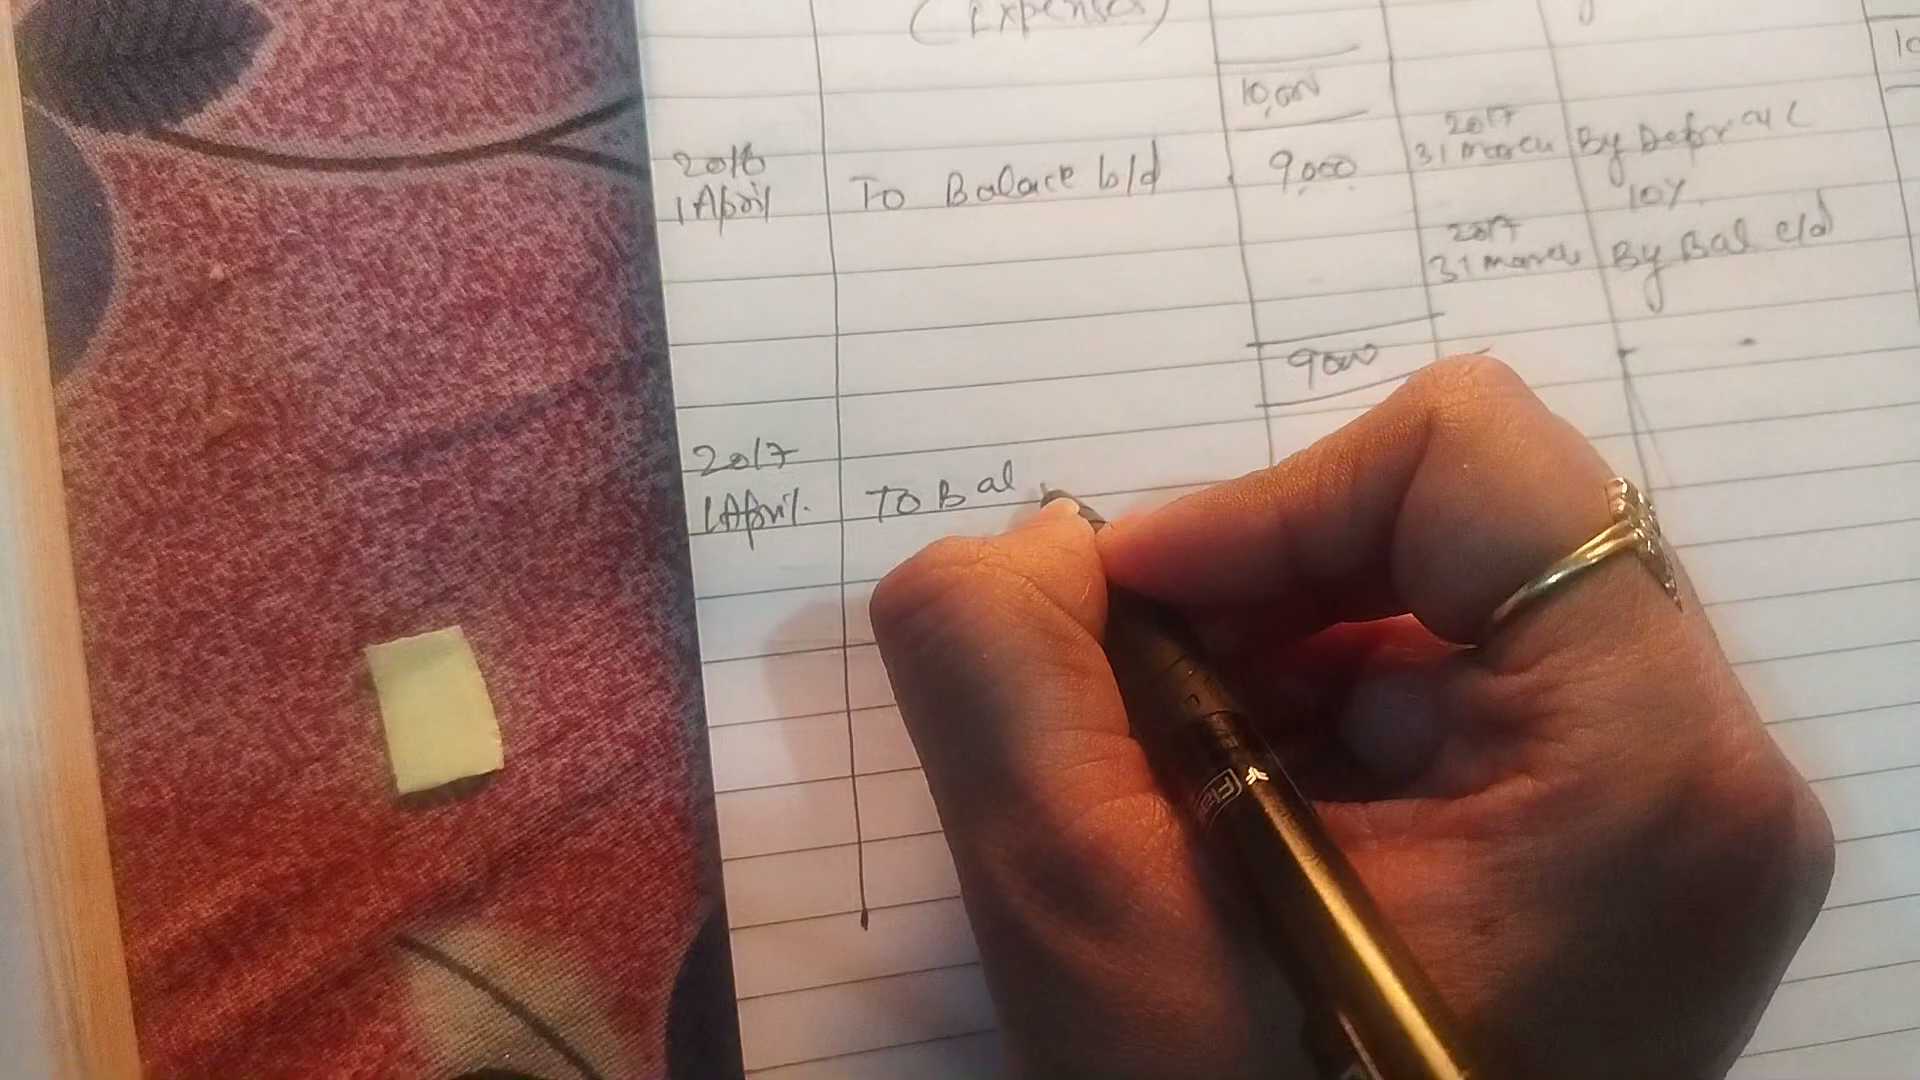 (Expenses)
10
10,000
2016
1 April
To Balace b/d
9,000
2017
31 March
By Depr a/c
10%
2017
31 March
By Bal c/d
9000
2017
1 April
To Bal